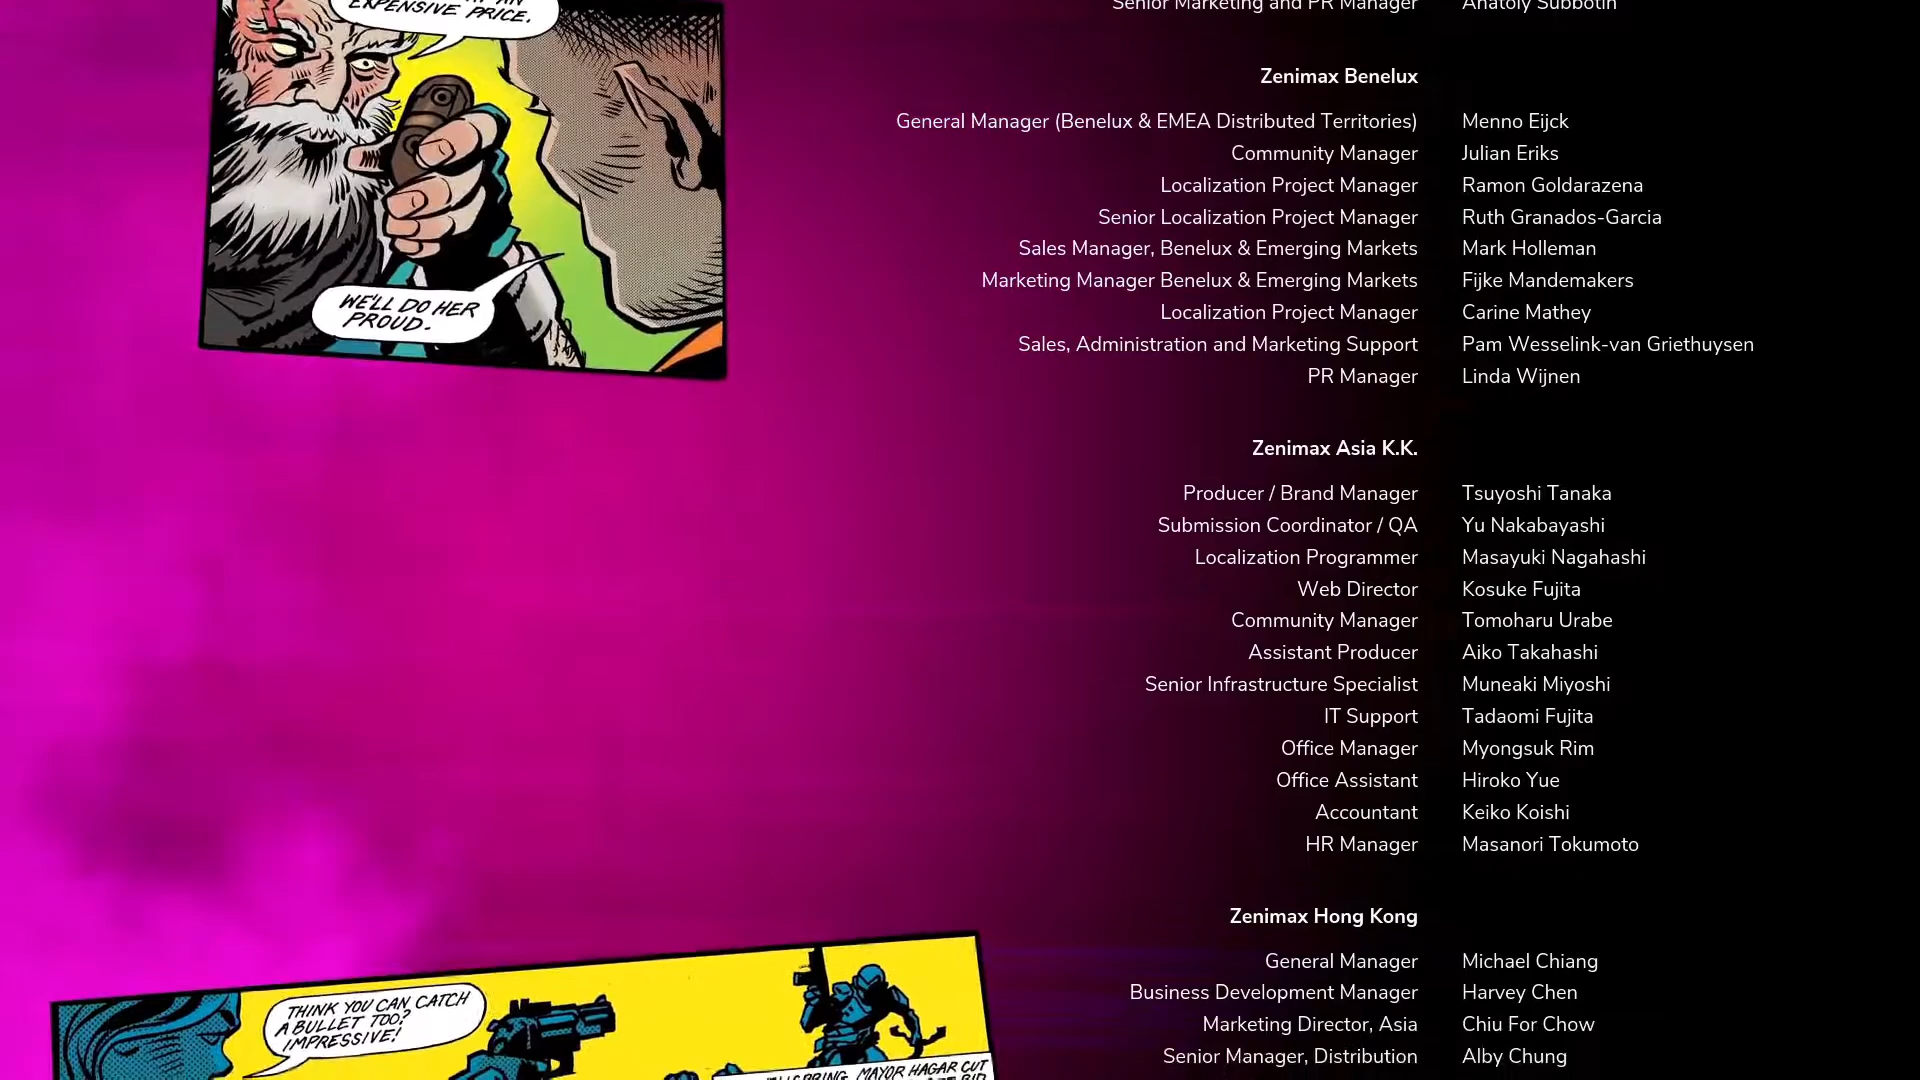 EXPENSIVE PRICE.
WE'LL DO HER
PROUD.
Senior Marketing and PR Manager Anatoly Subbotin
Zenimax Benelux
General Manager (Benelux & EMEA Distributed Territories) Menno Eijck
Community Manager Julian Eriks
Localization Project Manager Ramon Goldarazena
Senior Localization Project Manager Ruth Granados-Garcia
Sales Manager, Benelux & Emerging Markets Mark Holleman
Marketing Manager Benelux & Emerging Markets Fijke Mandemakers
Localization Project Manager Carine Mathey
Sales, Administration and Marketing Support Pam Wesselink-van Griethuysen
PR Manager Linda Wijnen
Zenimax Asia K.K.
Producer / Brand Manager Tsuyoshi Tanaka
Submission Coordinator / QA Yu Nakabayashi
Localization Programmer Masayuki Nagahashi
Web Director Kosuke Fujita
Community Manager Tomoharu Urabe
Assistant Producer Aiko Takahashi
Senior Infrastructure Specialist Muneaki Miyoshi
IT Support Tadaomi Fujita
Office Manager Myongsuk Rim
Office Assistant Hiroko Yue
Accountant Keiko Koishi
HR Manager Masanori Tokumoto
Zenimax Hong Kong
General Manager Michael Chiang
Business Development Manager Harvey Chen
Marketing Director, Asia Chiu For Chow
Senior Manager, Distribution Alby Chung
THINK YOU CAN CATCH
A BULLET TOO?
IMPRESSIVE!
MAYOR HAGAR CUT